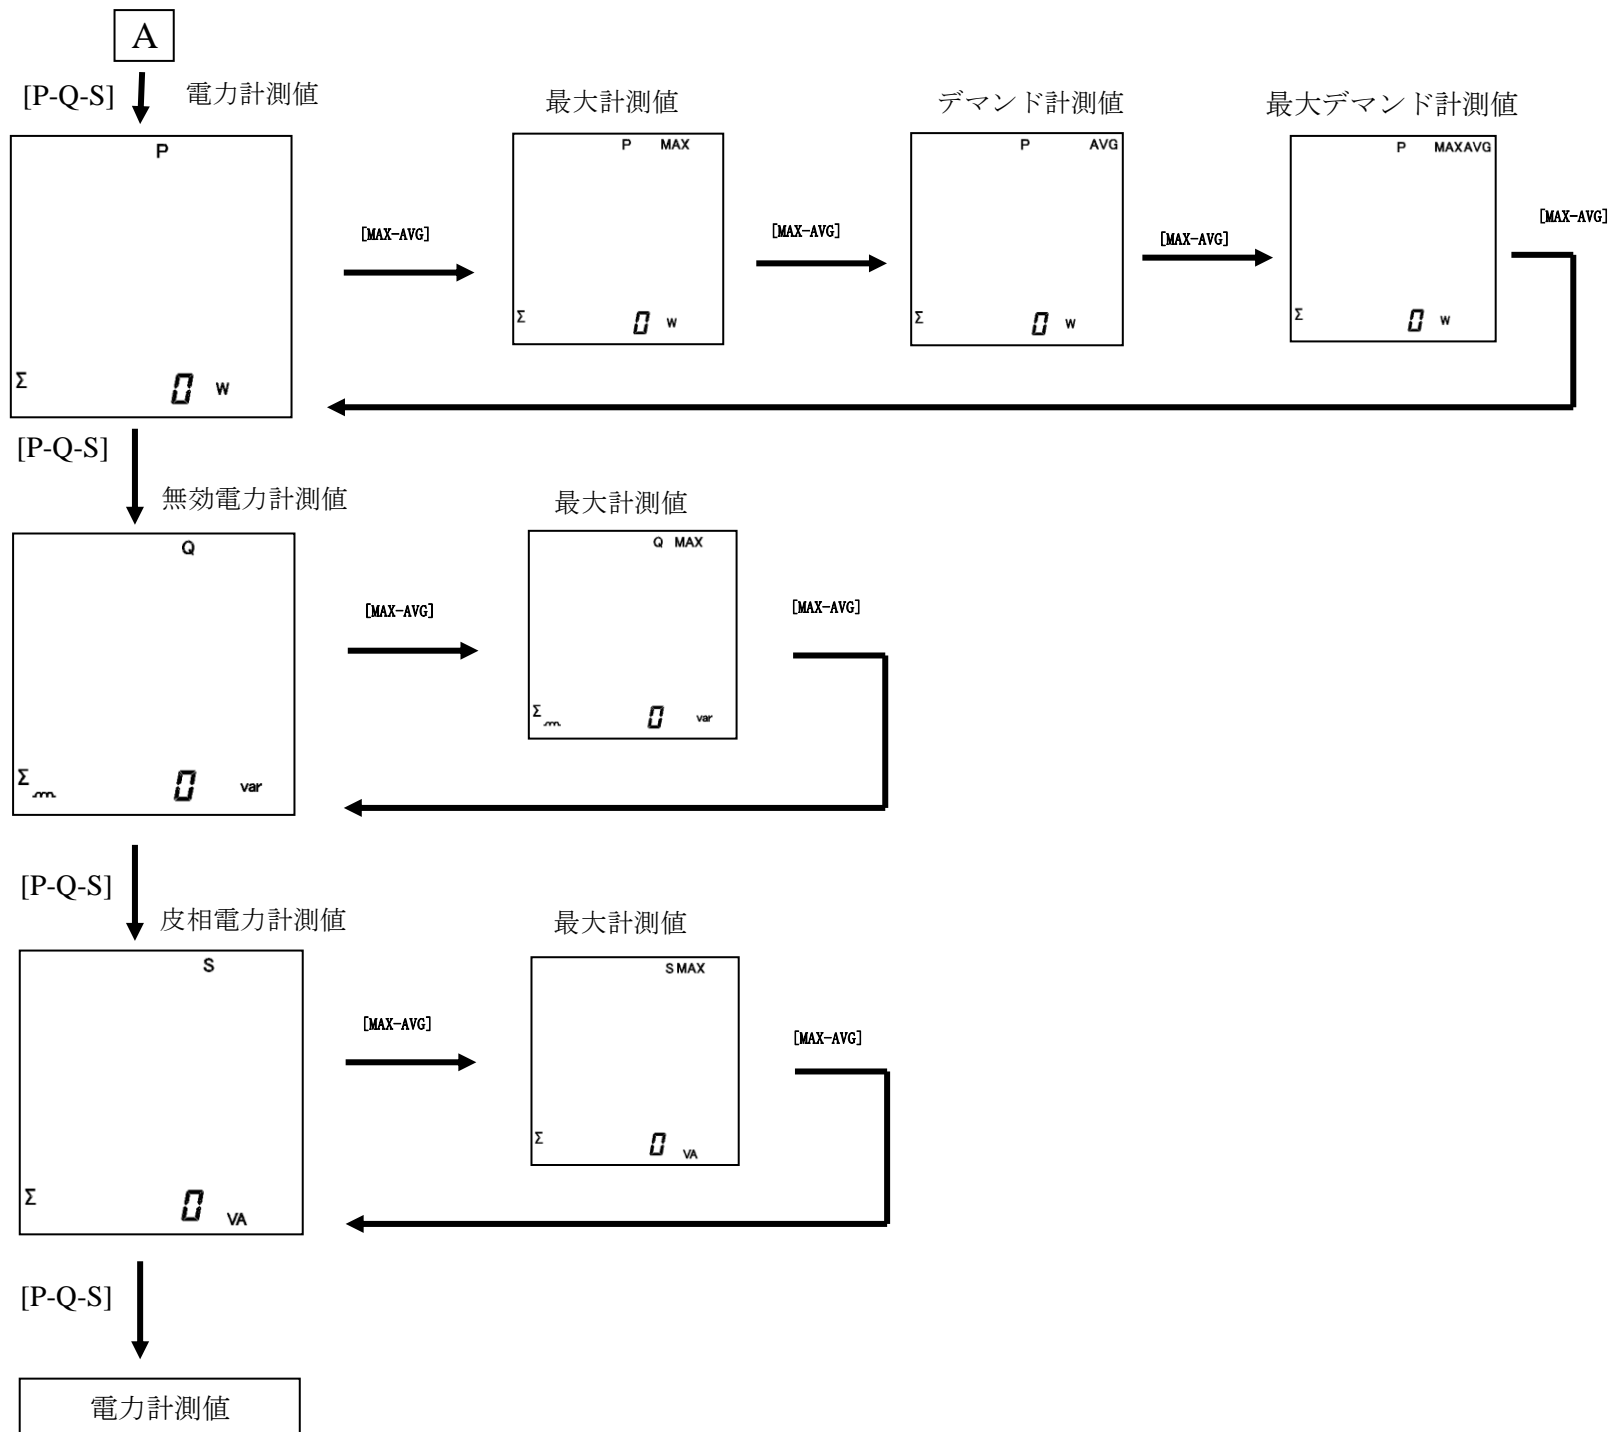 A
[P-Q-S] 電力計測値
最大計測値
デマンド計測値
最大デマンド計測値
P
Σ 0 W
[MAX-AVG]
P MAX
Σ 0 W
[MAX-AVG]
P AVG
Σ 0 W
[MAX-AVG]
P MAXAVG
Σ 0 W
[MAX-AVG]
[P-Q-S]
無効電力計測値
最大計測値
Q
Σ 0 var
[MAX-AVG]
Q MAX
Σ 0 var
[MAX-AVG]
[P-Q-S]
皮相電力計測値
最大計測値
S
Σ 0 VA
[MAX-AVG]
S MAX
Σ 0 VA
[MAX-AVG]
[P-Q-S]
電力計測値